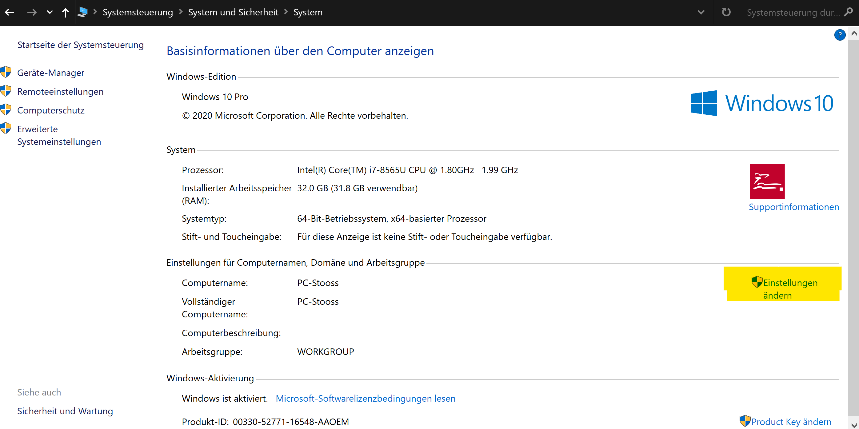 Systemsteuerung > System und Sicherheit > System
Systemsteuerung dur...
Startseite der Systemsteuerung
Geräte-Manager
Remoteeinstellungen
Computerschutz
Erweiterte
Systemeinstellungen
Siehe auch
Sicherheit und Wartung
?
Basisinformationen über den Computer anzeigen
Windows-Edition
Windows 10 Pro
© 2020 Microsoft Corporation. Alle Rechte vorbehalten.
Windows 10
System
Prozessor: Intel(R) Core(TM) i7-8565U CPU @ 1.80GHz 1.99 GHz
Installierter Arbeitsspeicher 32.0 GB (31.8 GB verwendbar)
(RAM):
Systemtyp: 64-Bit-Betriebssystem, x64-basierter Prozessor
Stift- und Toucheingabe: Für diese Anzeige ist keine Stift- oder Toucheingabe verfügbar.
Supportinformationen
Einstellungen für Computernamen, Domäne und Arbeitsgruppe
Computername: PC-Stooss
Vollständiger PC-Stooss
Computername:
Computerbeschreibung:
Arbeitsgruppe: WORKGROUP
Einstellungen
ändern
Windows-Aktivierung
Windows ist aktiviert. Microsoft-Softwarelizenzbedingungen lesen
Produkt-ID: 00330-52771-16548-AAOEM
Product Key ändern